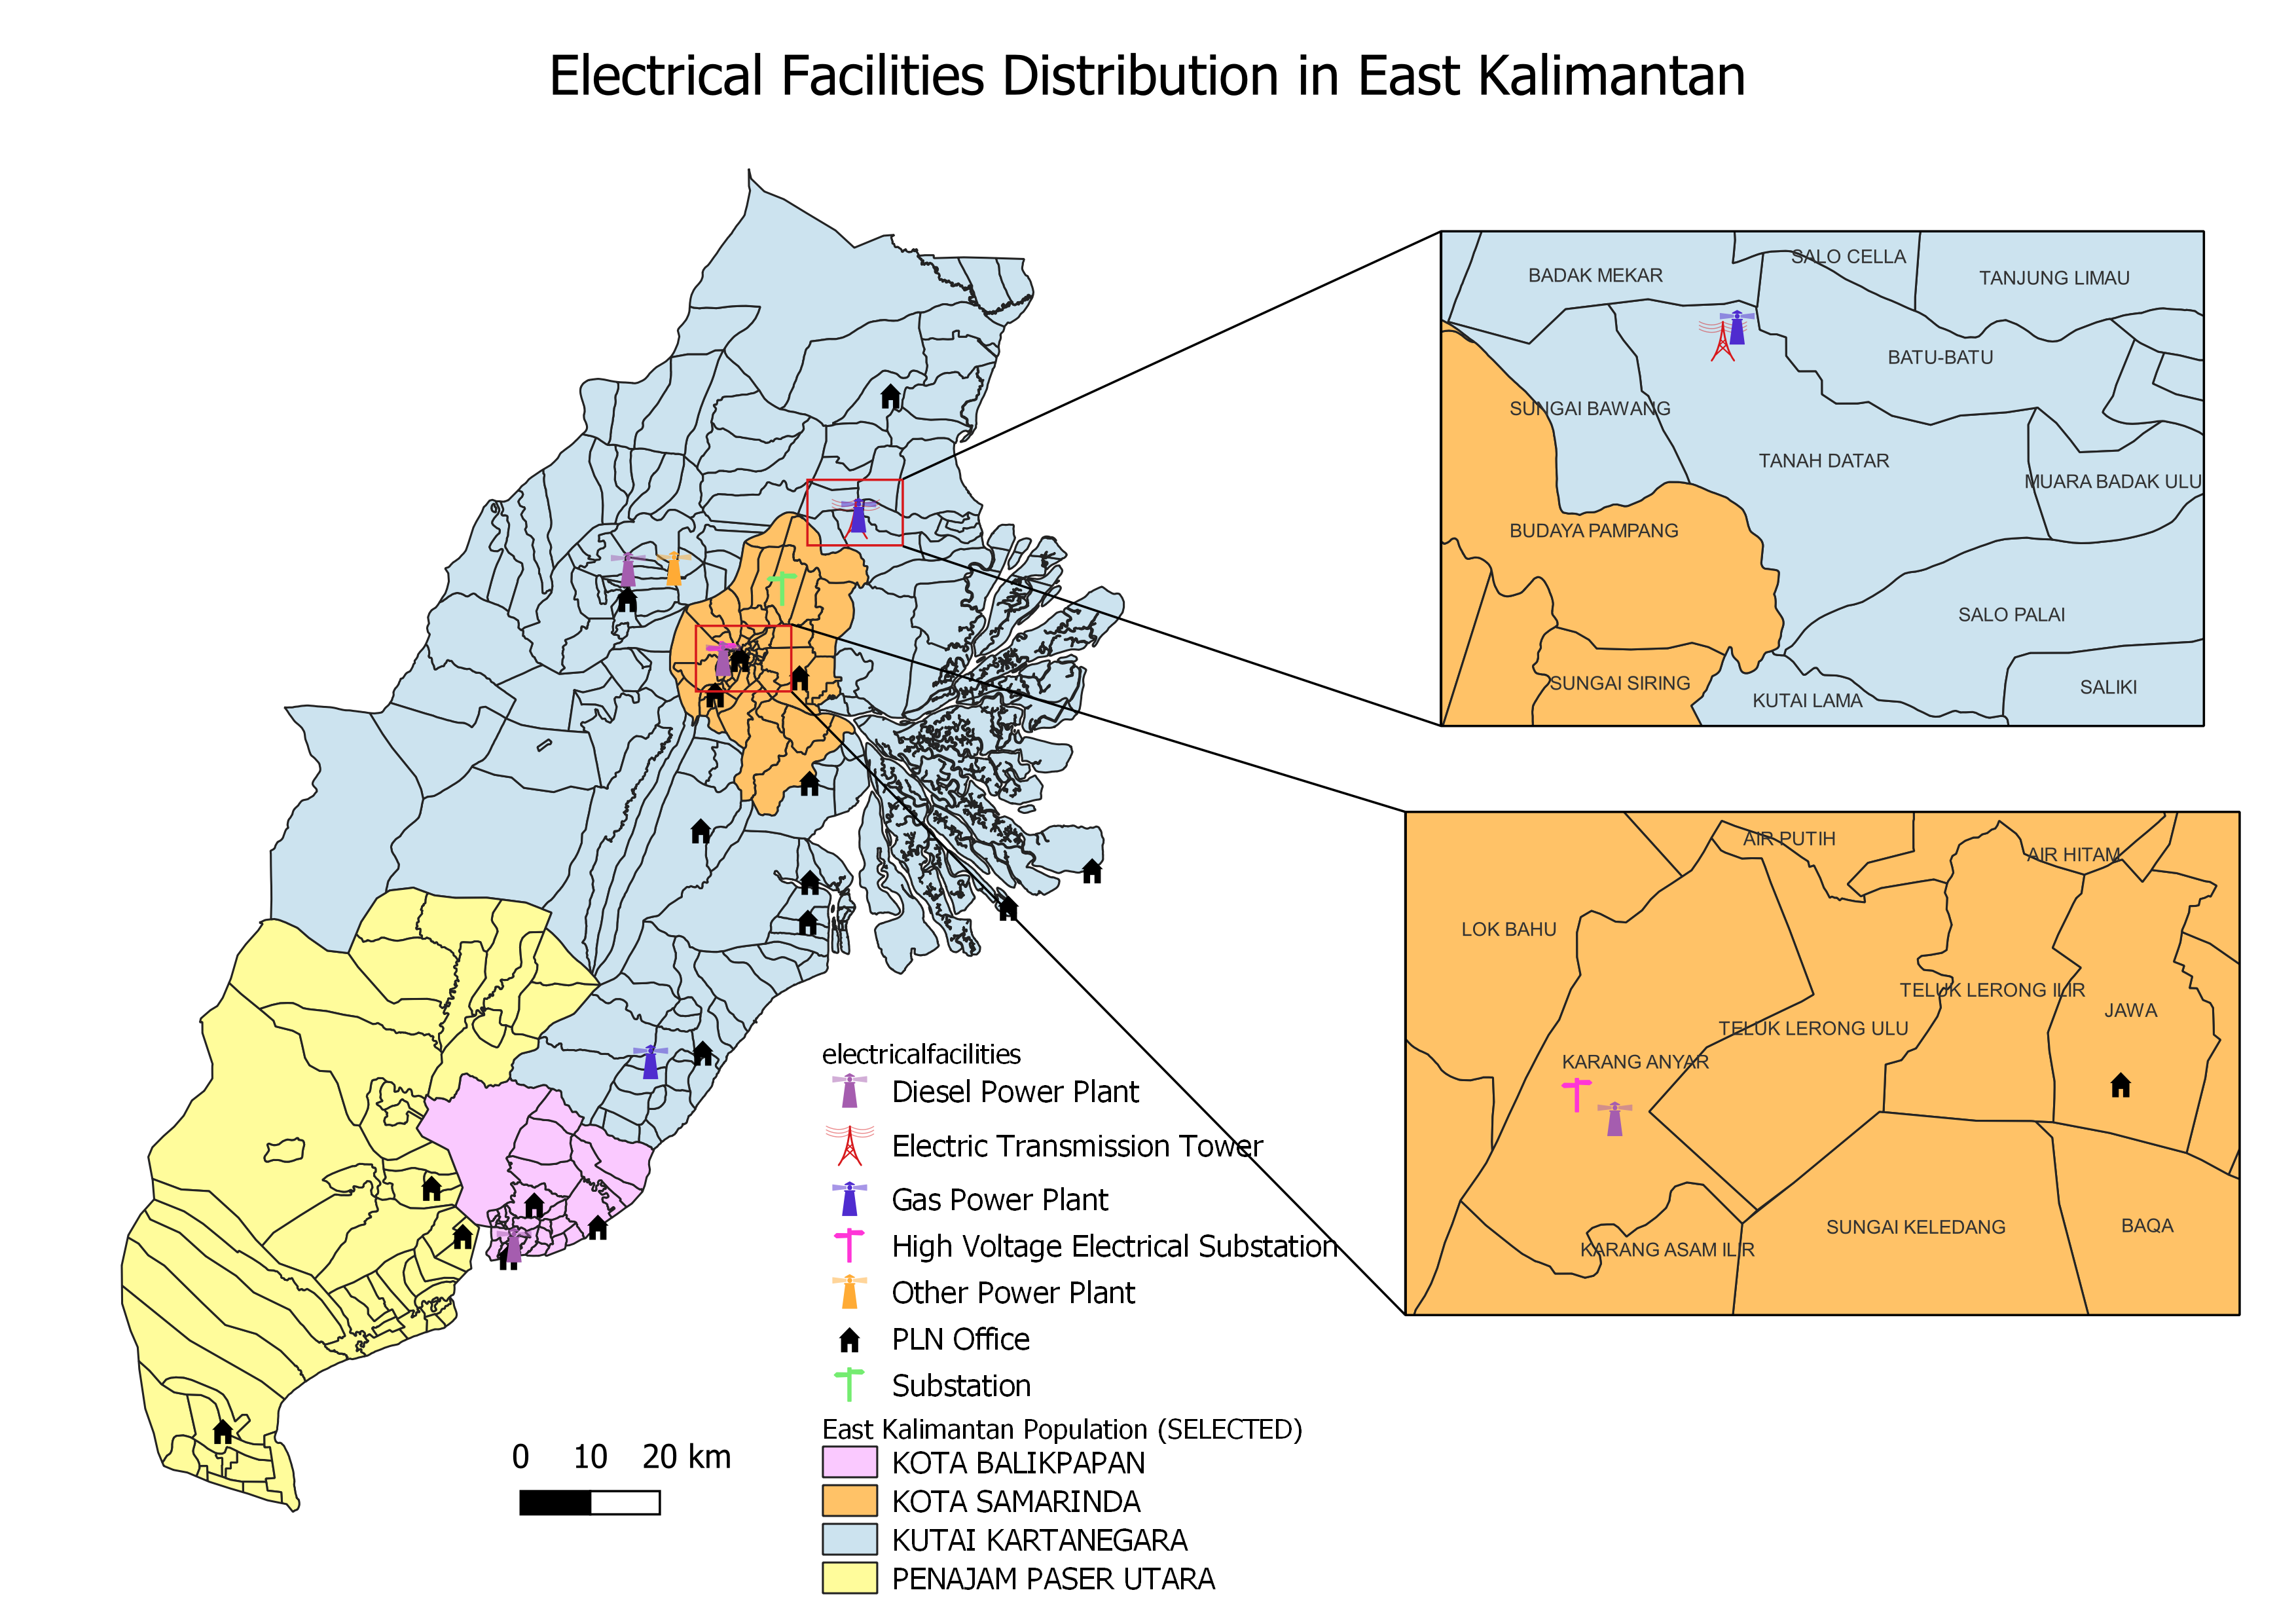 Electrical Facilities Distribution in East Kalimantan
BADAK MEKAR
SALO CELLA
TANJUNG LIMAU
BATU-BATU
SUNGAI BAWANG
TANAH DATAR
MUARA BADAK ULU
BUDAYA PAMPANG
SALO PALAI
SUNGAI SIRING
KUTAI LAMA
SALIKI
AIR PUTIH
AIR HITAM
LOK BAHU
TELUK LERONG ILIR
JAWA
TELUK LERONG ULU
KARANG ANYAR
SUNGAI KELEDANG
BAQA
KARANG ASAM ILIR
electricalfacilities
Diesel Power Plant
Electric Transmission Tower
Gas Power Plant
High Voltage Electrical Substation
Other Power Plant
PLN Office
Substation
East Kalimantan Population (SELECTED)
KOTA BALIKPAPAN
KOTA SAMARINDA
KUTAI KARTANEGARA
PENAJAM PASER UTARA
0 10 20 km